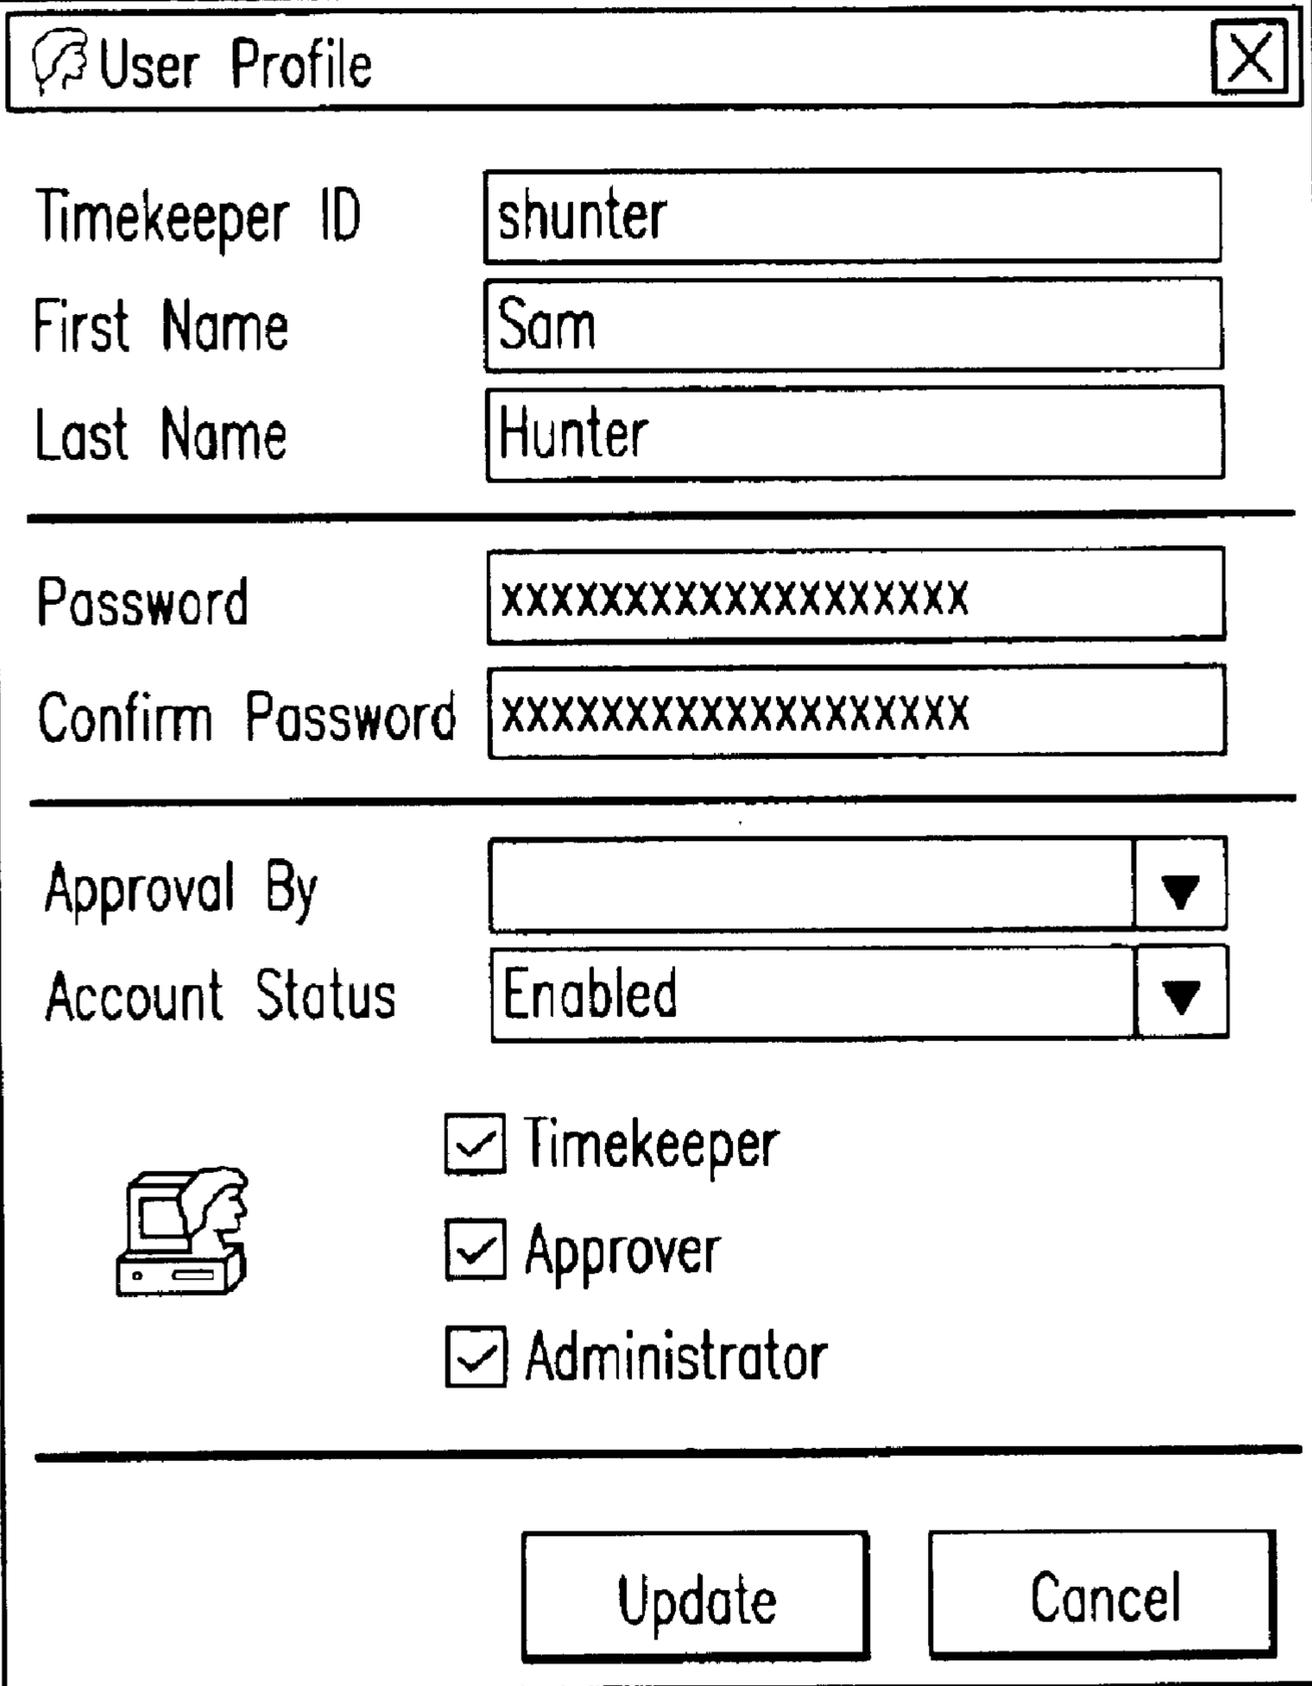 User Profile
Timekeeper ID shunter
First Name Sam
Last Name Hunter
Password XXXXXXXXXXXXXXXXXXX
Confirm Password XXXXXXXXXXXXXXXXXXX
Approval By
Account Status Enabled
Timekeeper
Approver
Administrator
Update Cancel